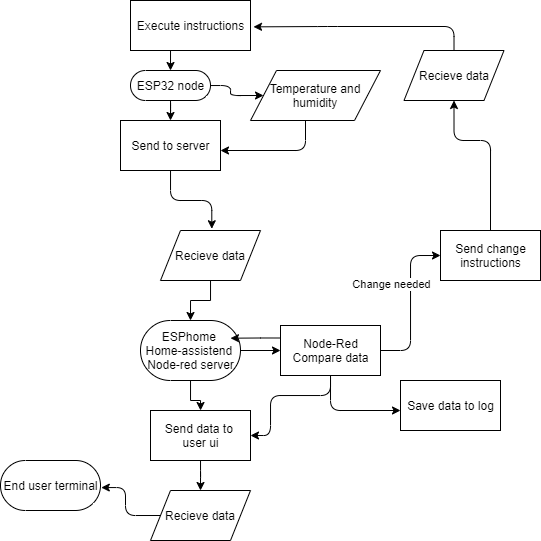 Execute instructions
Recieve data
ESP32 node
Temperature and
humidity
Send to server
Recieve data
Send change
instructions
Change needed
ESPhome
Home-assistend
Node-red server
Node-Red
Compare data
Save data to log
Send data to
user ui
End user terminal
Recieve data